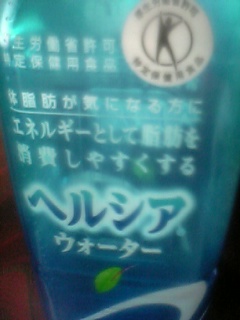 生労働省許可
特定保健用食品
体脂肪が気になる方に
エネルギーとして脂肪を
消費しやすくする
ヘルシア
ウォーター